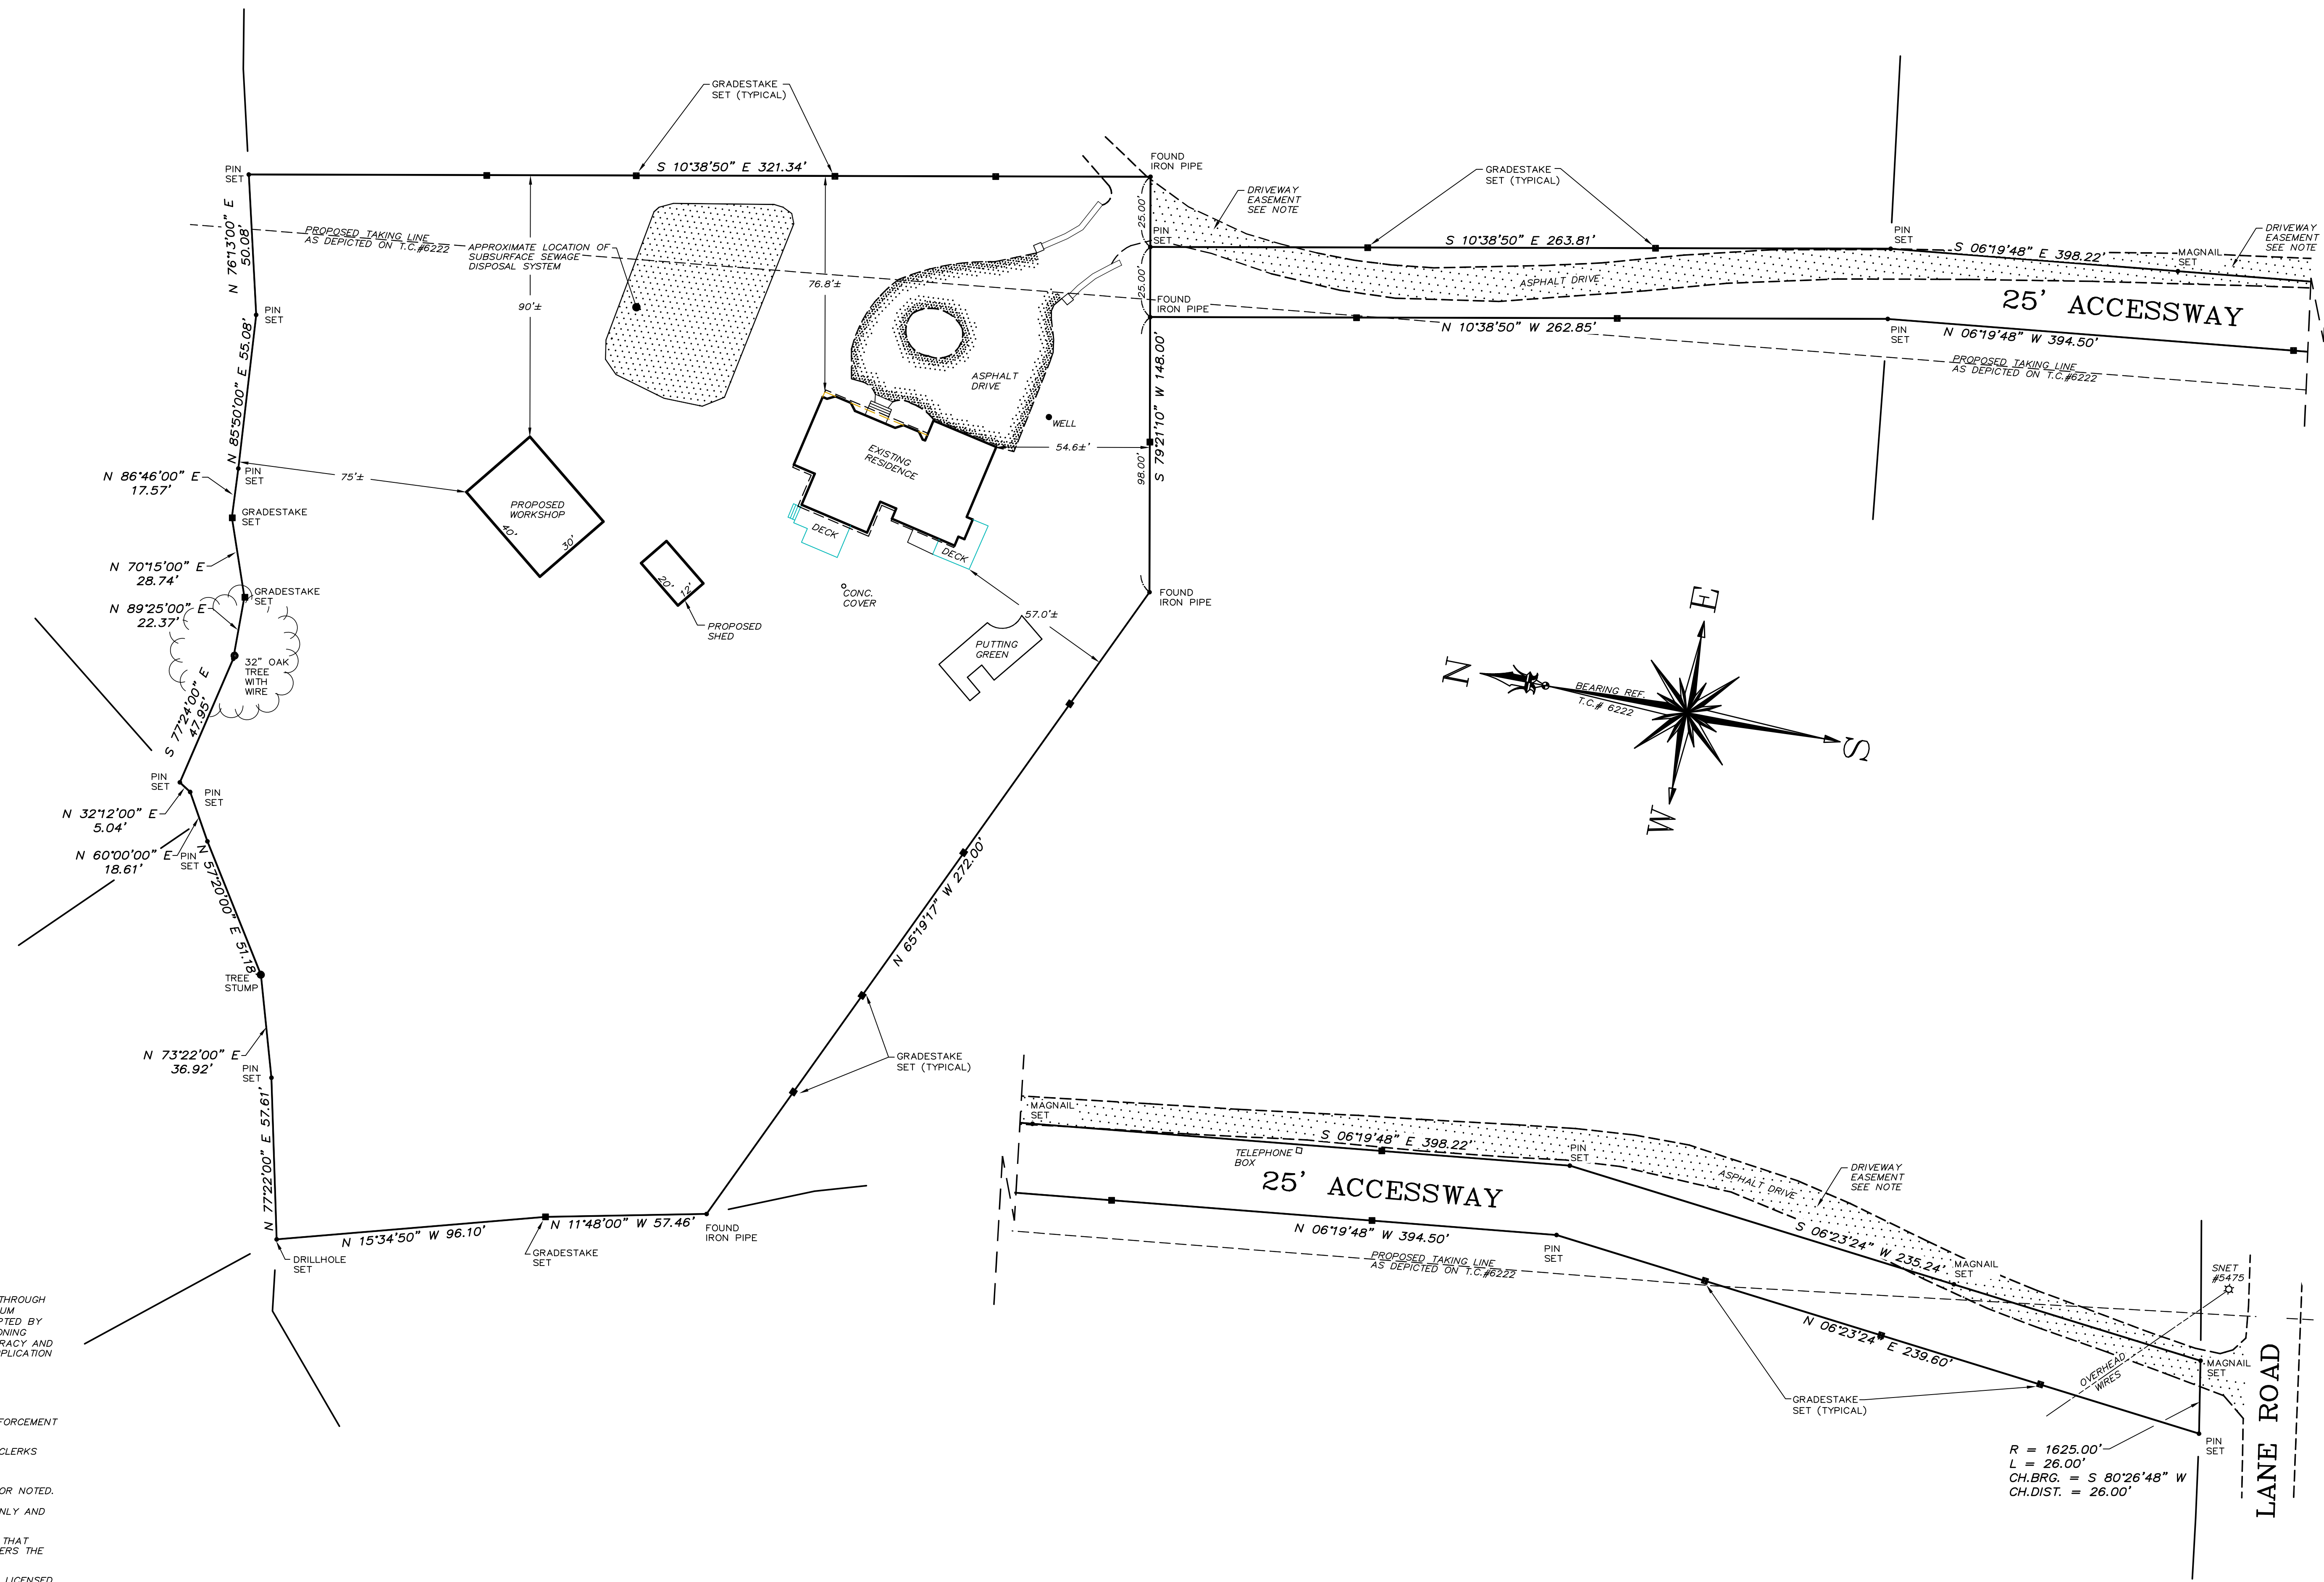 GRADESTAKE
SET (TYPICAL)
PIN
SET
S 10°38'50" E 321.34'
FOUND
IRON PIPE
N 76°13'00" E
50.08'
PROPOSED TAKING LINE
AS DEPICTED ON T.C.#6222
APPROXIMATE LOCATION OF
SUBSURFACE SEWAGE
DISPOSAL SYSTEM
90'±
76.8'±
25.00'
PIN
SET
25.00'
FOUND
IRON PIPE
DRIVEWAY
EASEMENT
SEE NOTE
GRADESTAKE
SET (TYPICAL)
S 10°38'50" E 263.81'
ASPHALT DRIVE
N 10°38'50" W 262.85'
PIN
SET
PIN
SET
S 06°19'48" E 398.22'
MAGNAIL
SET
DRIVEWAY
EASEMENT
SEE NOTE
25' ACCESSWAY
N 06°19'48" W 394.50'
PROPOSED TAKING LINE
AS DEPICTED ON T.C.#6222
PIN
SET
N 85°50'00" E 55.08'
ASPHALT
DRIVE
WELL
54.6±'
98.00'
S 79°21'10" W 148.00'
EXISTING
RESIDENCE
DECK
DECK
N 86°46'00" E
17.57'
PIN
SET
75'±
PROPOSED
WORKSHOP
40'
30'
GRADESTAKE
SET
N 70°15'00" E
28.74'
20'
12'
PROPOSED
SHED
CONC.
COVER
57.0'±
PUTTING
GREEN
FOUND
IRON PIPE
GRADESTAKE
SET
N 89°25'00" E
22.37'
32" OAK
TREE
WITH
WIRE
S 77°24'00" E
47.95'
PIN
SET
PIN
SET
N 32°12'00" E
5.04'
N 60°00'00" E
18.61'
PIN
SET
N 57°20'00" E 51.18'
TREE
STUMP
N 65°19'17" W 272.00'
N
E
S
W
BEARING REF.
T.C.# 6222
N 73°22'00" E
36.92'
PIN
SET
N 77°22'00" E 57.61'
GRADESTAKE
SET (TYPICAL)
N 15°34'50" W 96.10'
N 11°48'00" W 57.46'
FOUND
IRON PIPE
DRILLHOLE
SET
GRADESTAKE
SET
MAGNAIL
SET
S 06°19'48" E 398.22'
TELEPHONE
BOX
PIN
SET
25' ACCESSWAY
N 06°19'48" W 394.50'
PROPOSED TAKING LINE
AS DEPICTED ON T.C.#6222
PIN
SET
ASPHALT DRIVE
DRIVEWAY
EASEMENT
SEE NOTE
S 06°23'24" W 235.24'
MAGNAIL
SET
N 06°23'24" E 239.60'
GRADESTAKE
SET (TYPICAL)
SNET
#5475
OVERHEAD
WIRES
MAGNAIL
SET
PIN
SET
R = 1625.00'
L = 26.00'
CH.BRG. = S 80°26'48" W
CH.DIST. = 26.00'
LANE ROAD
THROUGH
ONLY AND
THAT
THE
LICENSED
CLERKS
OR NOTED.